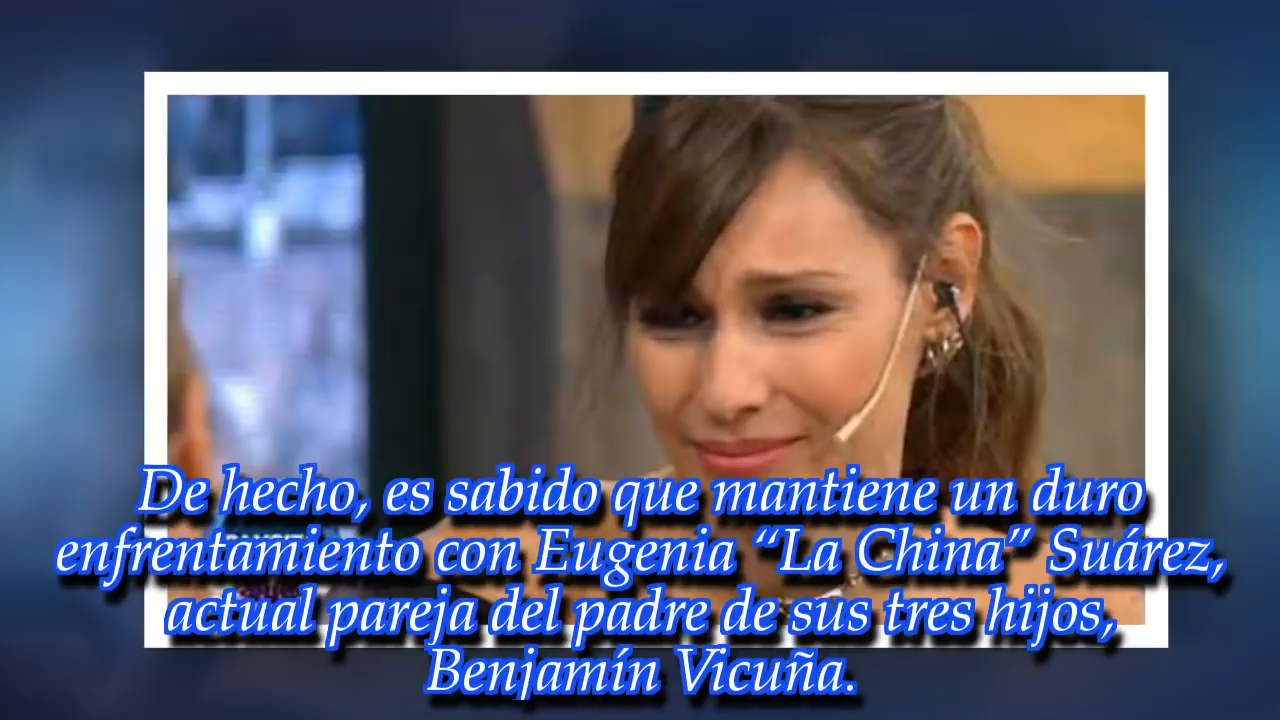 De hecho, es sabido que mantiene un duro
enfrentamiento con Eugenia “La China” Suárez,
actual pareja del padre de sus tres hijos,
Benjamín Vicuña.